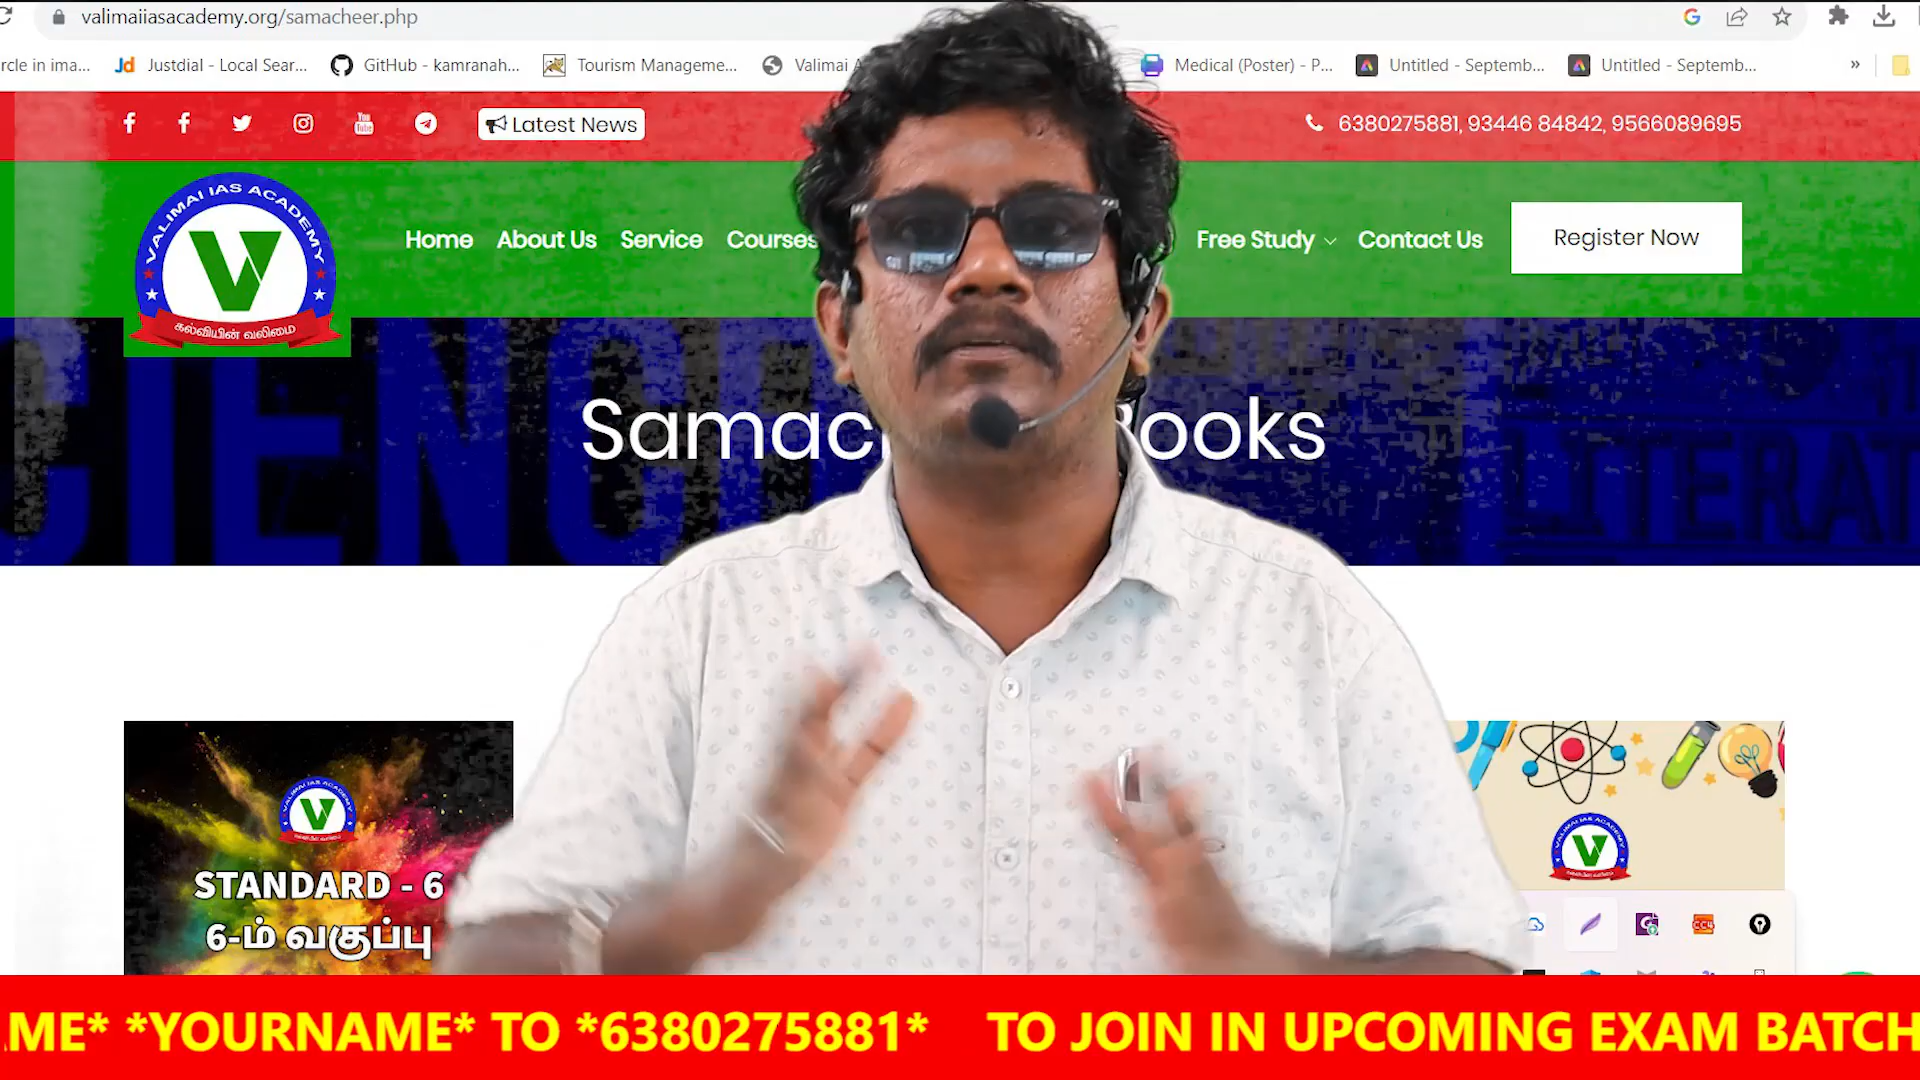 valimaiiasacademy.org/samacheer.php
rcle in ima...
Justdial - Local Sear...
GitHub - kamranah...
Tourism Manageme...
Valimai
Medical (Poster) - P...
Untitled - Septemb...
Untitled - Septemb...
Latest News
6380275881, 93446 84842, 9566089695
VALIMAI IAS ACADEMY
V
கல்வியின் வலிமை
Home
About Us
Service
Courses
Free Study
Contact Us
Register Now
STANDARD - 6
6-ம் வகுப்பு
ME* *YOURNAME* TO *6380275881* TO JOIN IN UPCOMING EXAM BATCH